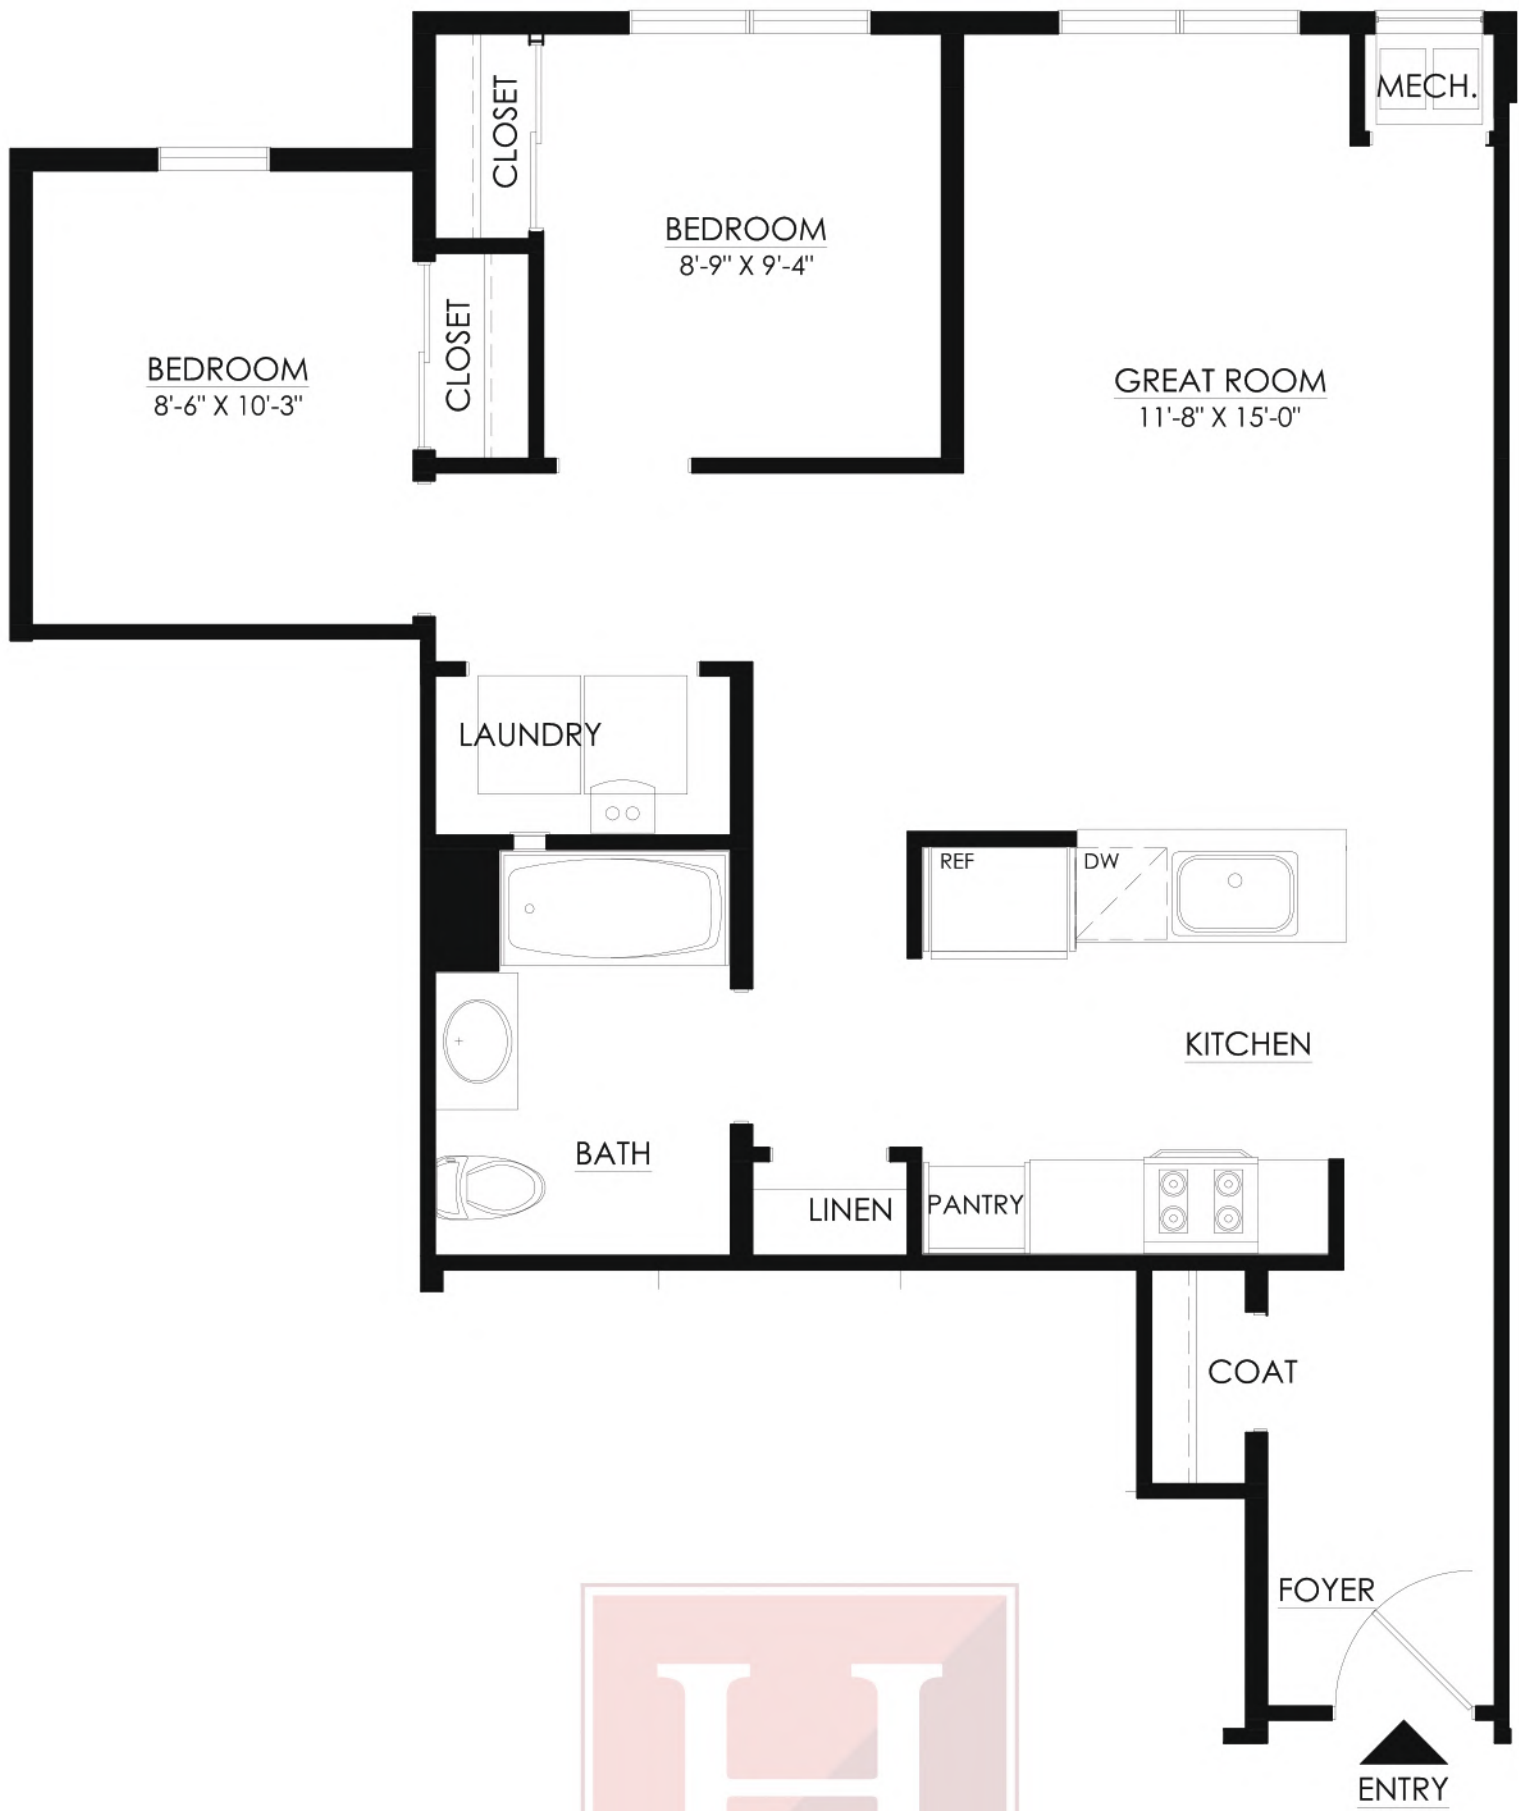 MECH.
CLOSET
BEDROOM
8'-9" X 9'-4"
CLOSET
BEDROOM
8'-6" X 10'-3"
GREAT ROOM
11'-8" X 15'-0"
LAUNDRY
REF
DW
KITCHEN
BATH
LINEN
PANTRY
COAT
FOYER
ENTRY
H